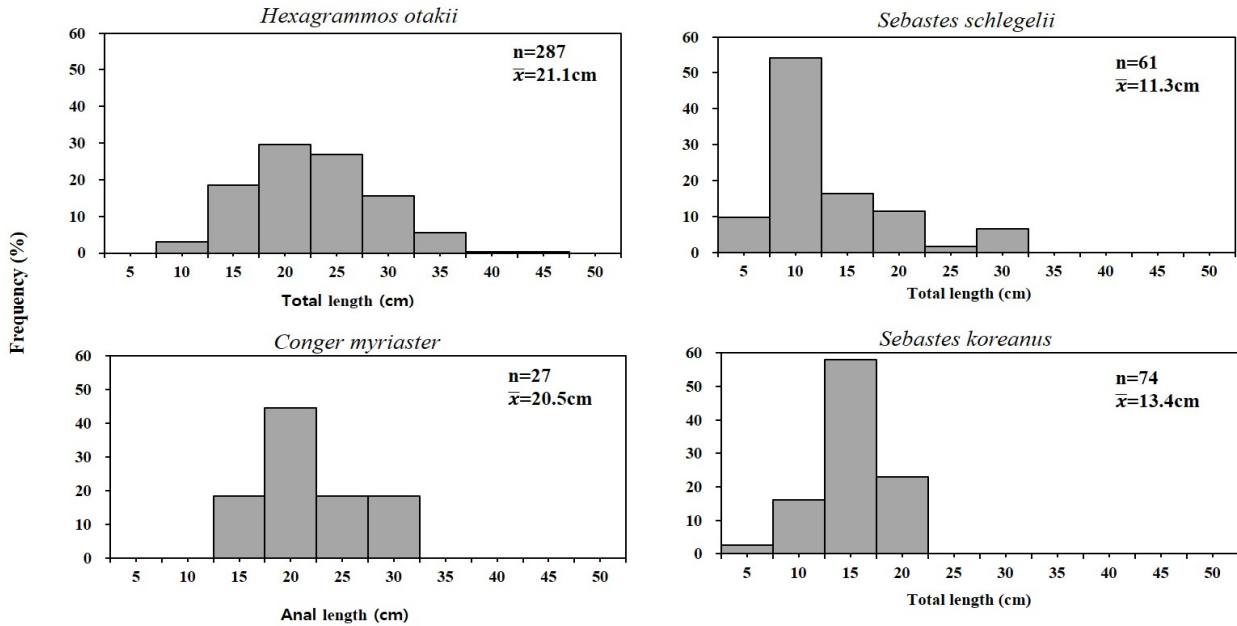 Hexagrammos otakii
60
50
40
30
20
10
0
n=287
x̄=21.1cm
5 10 15 20 25 30 35 40 45 50
Total length (cm)
Sebastes schlegelii
60
50
40
30
20
10
0
n=61
x̄=11.3cm
5 10 15 20 25 30 35 40 45 50
Total length (cm)
Frequency (%)
Conger myriaster
60
50
40
30
20
10
0
n=27
x̄=20.5cm
5 10 15 20 25 30 35 40 45 50
Anal length (cm)
Sebastes koreanus
60
50
40
30
20
10
0
n=74
x̄=13.4cm
5 10 15 20 25 30 35 40 45 50
Total length (cm)